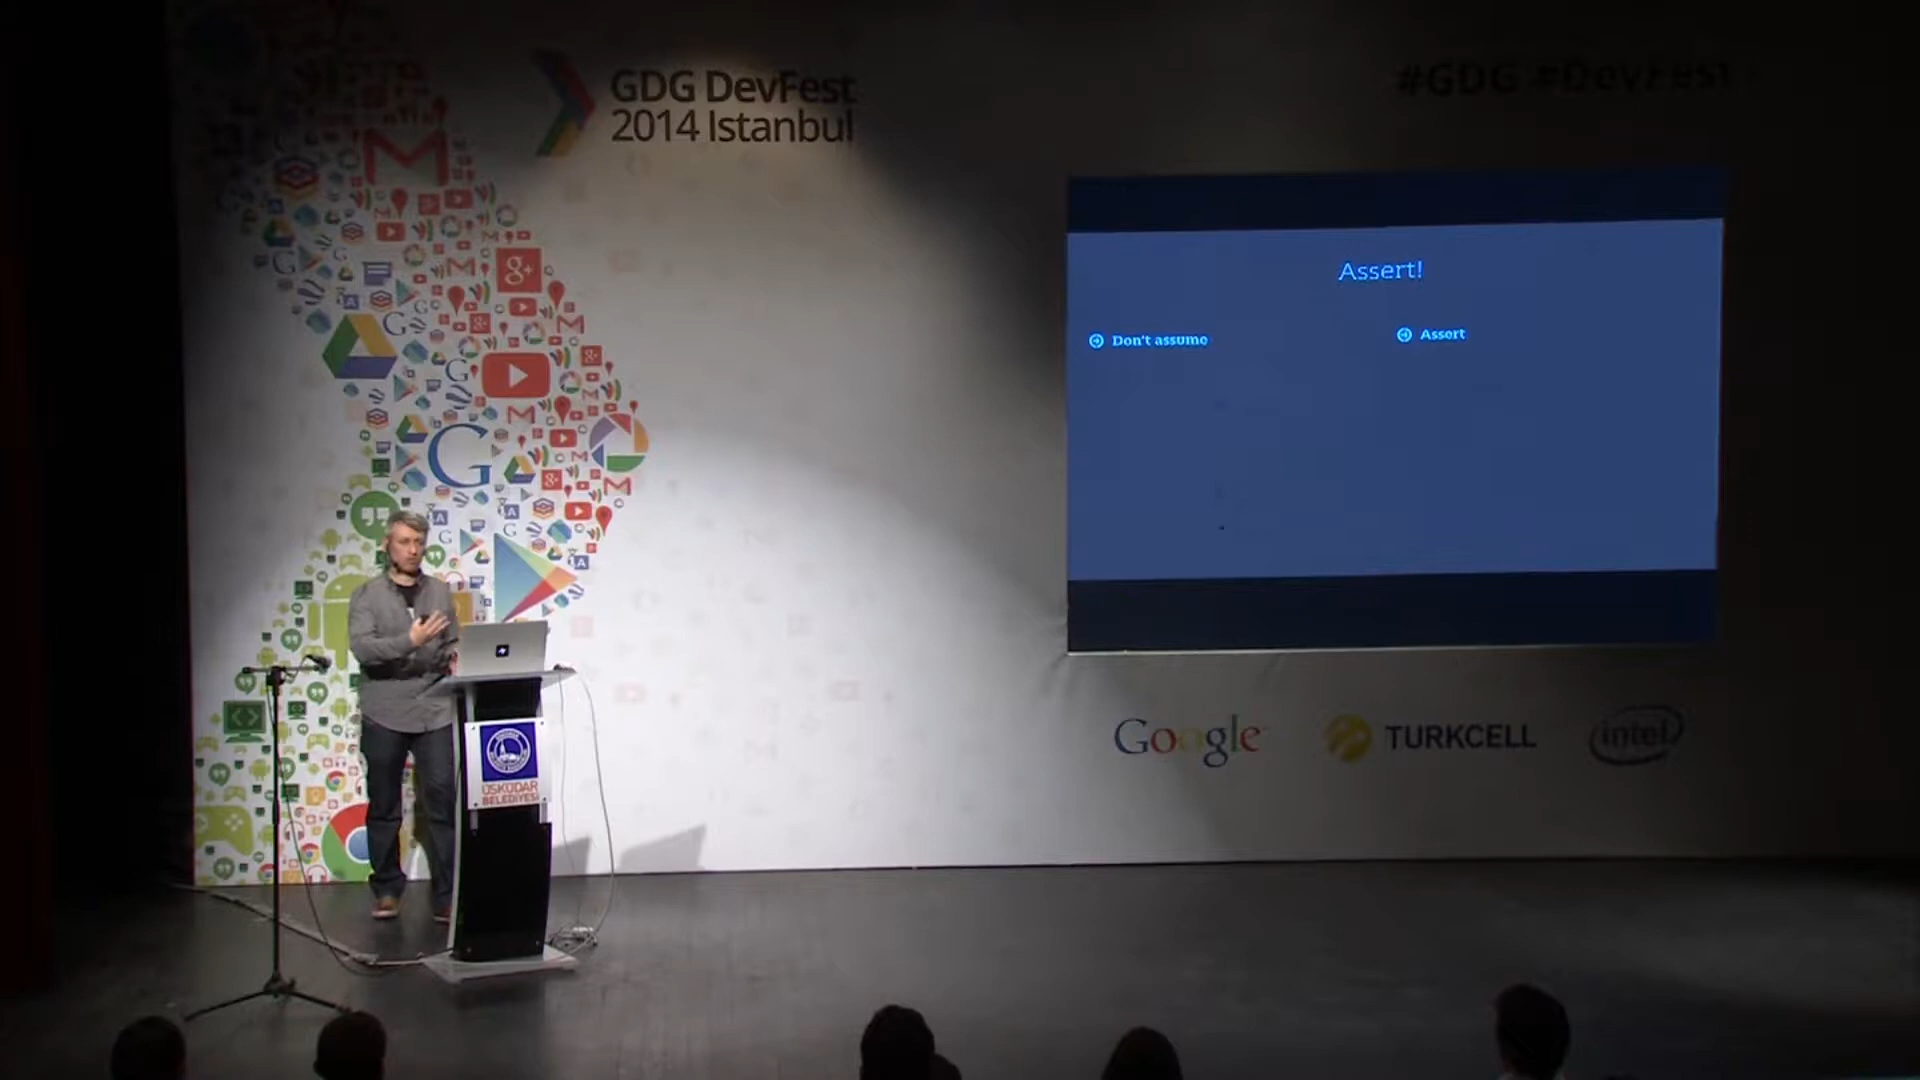 GDG DevFest
2014 Istanbul
#GDG #DevFest
Assert!
Don't assume
Assert
Google
TURKCELL
intel
ÜSKÜDAR
BELEDİYESİ